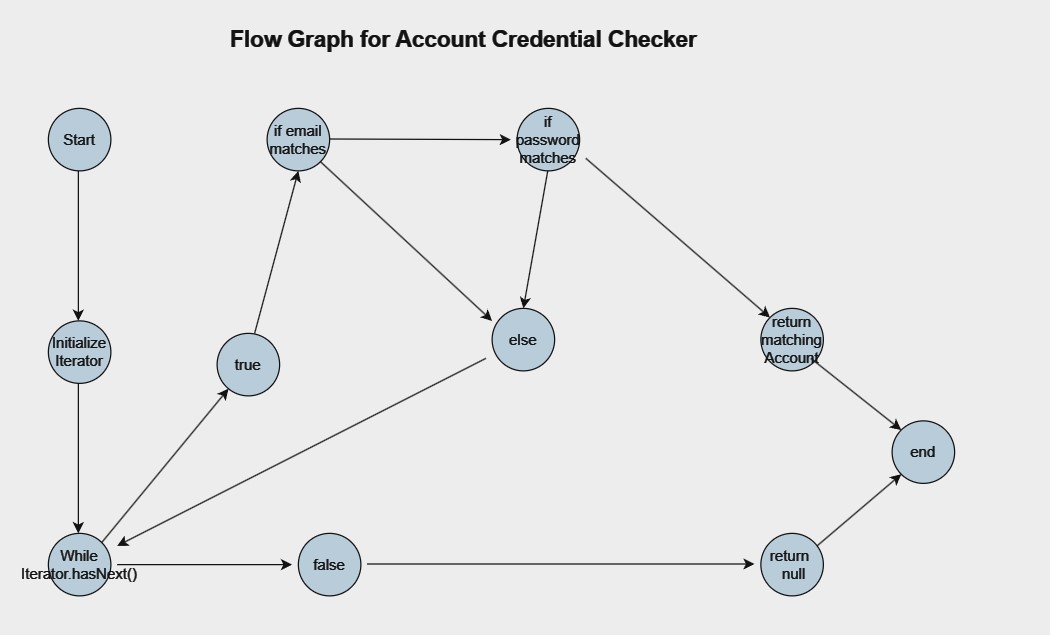 Flow Graph for Account Credential Checker
Start
if email
matches
if
password
matches
Initialize
Iterator
true
else
return
matching
Account
end
While
Iterator.hasNext()
false
return
null